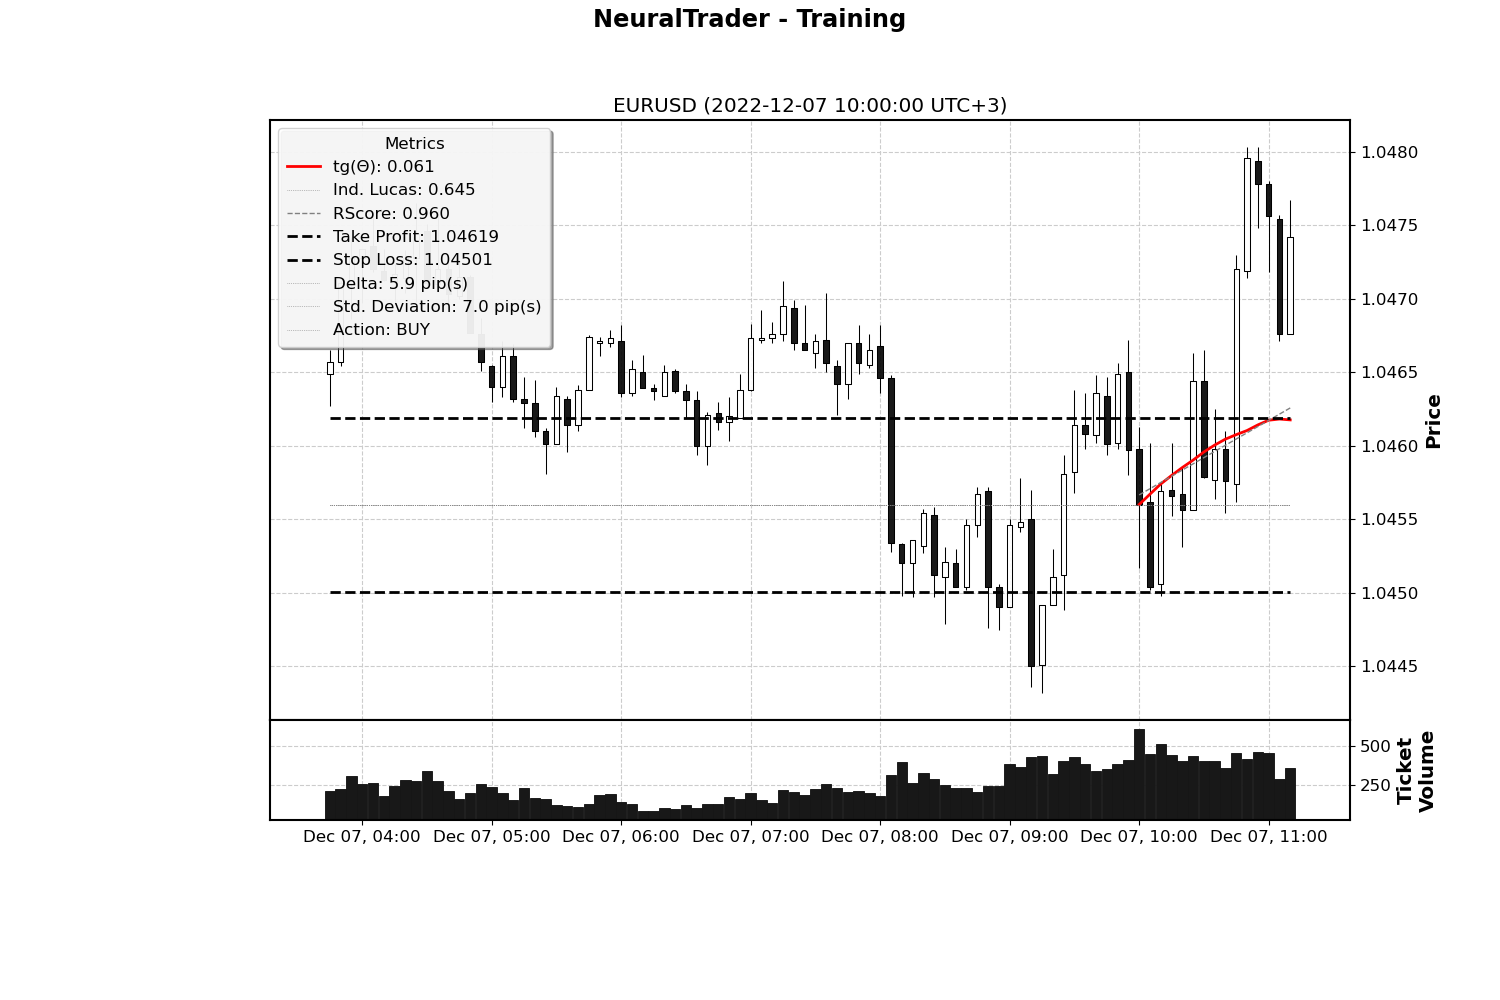 NeuralTrader - Training
EURUSD (2022-12-07 10:00:00 UTC+3)
Metrics
tg(Θ): 0.061
Ind. Lucas: 0.645
RScore: 0.960
Take Profit: 1.04619
Stop Loss: 1.04501
Delta: 5.9 pip(s)
Std. Deviation: 7.0 pip(s)
Action: BUY
1.0480
1.0475
1.0470
1.0465
1.0460
1.0455
1.0450
1.0445
Price
500
250
Ticket
Volume
Dec 07, 04:00
Dec 07, 05:00
Dec 07, 06:00
Dec 07, 07:00
Dec 07, 08:00
Dec 07, 09:00
Dec 07, 10:00
Dec 07, 11:00